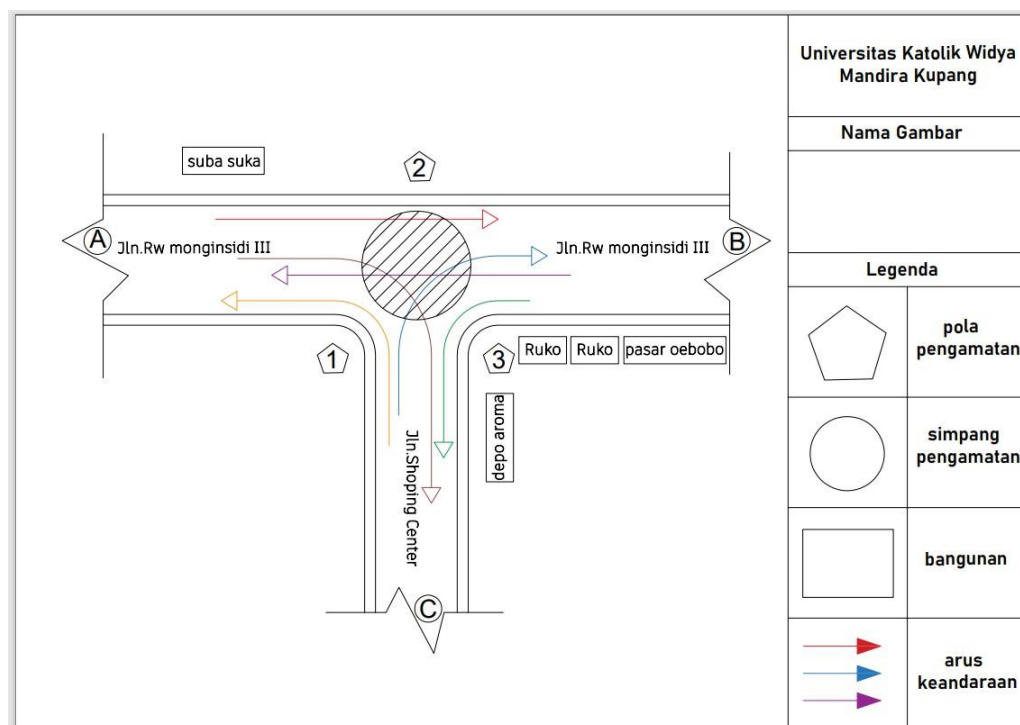 suba suka
2
A
Jln.Rw monginsidi III
Jln.Rw monginsidi III
B
1
3
Ruko
Ruko
pasar oebobo
depo aroma
Jln.Shoping Center
C
Universitas Katolik Widya
Mandira Kupang
Nama Gambar
Legenda
pola
pengamatan
simpang
pengamatan
bangunan
arus
keandaraan